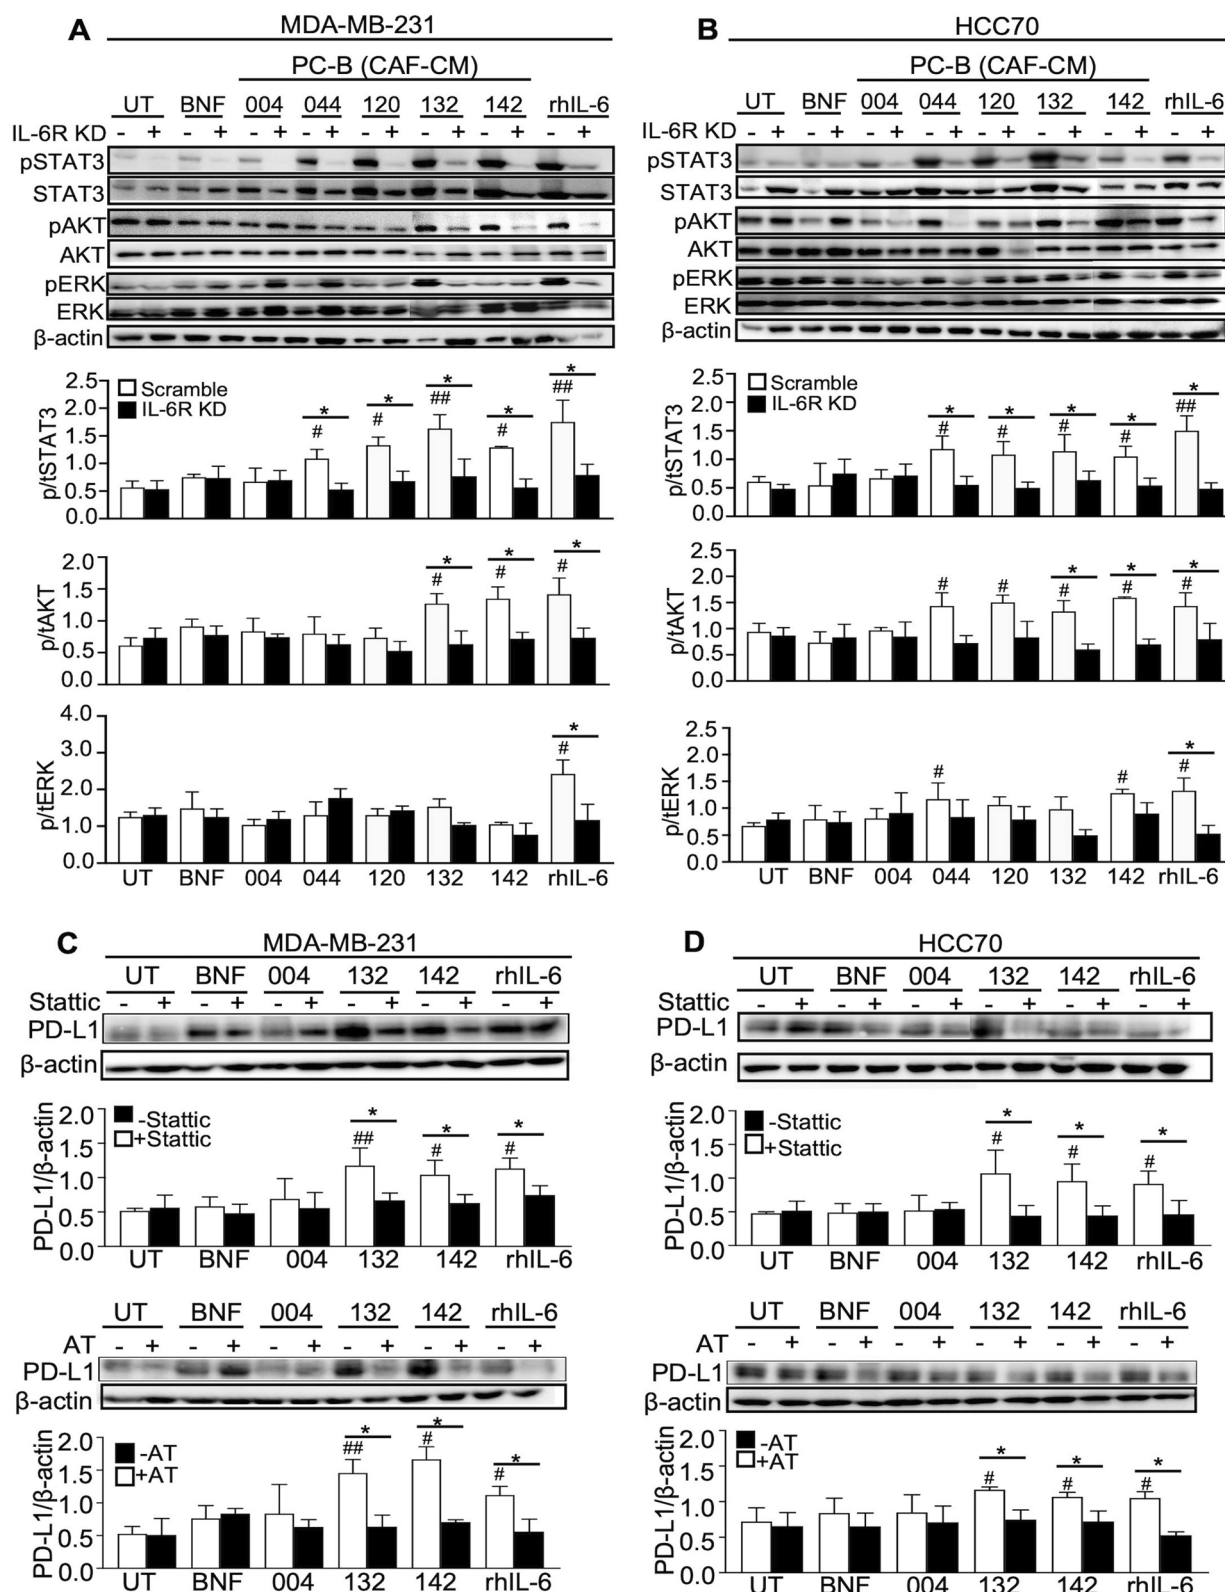 A
MDA-MB-231
PC-B (CAF-CM)
UT BNF 004 044 120 132 142 rhIL-6
IL-6R KD - + - + - + - + - + - + - + - +
pSTAT3
STAT3
pAKT
AKT
pERK
ERK
β-actin
Scramble
IL-6R KD
p/tSTAT3
2.5
2.0
1.5
1.0
0.5
0.0
# # ## # ##
* * * * *
p/tAKT
2.0
1.5
1.0
0.5
0.0
# # #
* * *
p/tERK
4.0
3.0
2.0
1.0
0.0
#
*
UT BNF 004 044 120 132 142 rhIL-6
B
HCC70
PC-B (CAF-CM)
UT BNF 004 044 120 132 142 rhIL-6
IL-6R KD - + - + - + - + - + - + - + - +
pSTAT3
STAT3
pAKT
AKT
pERK
ERK
β-actin
Scramble
IL-6R KD
p/tSTAT3
2.5
2.0
1.5
1.0
0.5
0.0
# # # # ##
* * * * *
p/tAKT
2.5
2.0
1.5
1.0
0.5
0.0
# # # # #
* * *
p/tERK
2.5
2.0
1.5
1.0
0.5
0.0
# # #
*
UT BNF 004 044 120 132 142 rhIL-6
C
MDA-MB-231
UT BNF 004 132 142 rhIL-6
Stattic - + - + - + - + - + - +
PD-L1
β-actin
-Stattic
+Stattic
PD-L1/β-actin
2.0
1.5
1.0
0.5
0.0
## # #
* * *
UT BNF 004 132 142 rhIL-6
UT BNF 004 132 142 rhIL-6
AT - + - + - + - + - + - +
PD-L1
β-actin
-AT
+AT
PD-L1/β-actin
2.0
1.5
1.0
0.5
0.0
## # #
* * *
UT BNF 004 132 142 rhIL-6
D
HCC70
UT BNF 004 132 142 rhIL-6
Stattic - + - + - + - + - + - +
PD-L1
β-actin
-Stattic
+Stattic
PD-L1/β-actin
2.0
1.5
1.0
0.5
0.0
# # #
* * *
UT BNF 004 132 142 rhIL-6
UT BNF 004 132 142 rhIL-6
AT - + - + - + - + - + - +
PD-L1
β-actin
-AT
+AT
PD-L1/β-actin
2.0
1.5
1.0
0.5
0.0
# # #
* * *
UT BNF 004 132 142 rhIL-6